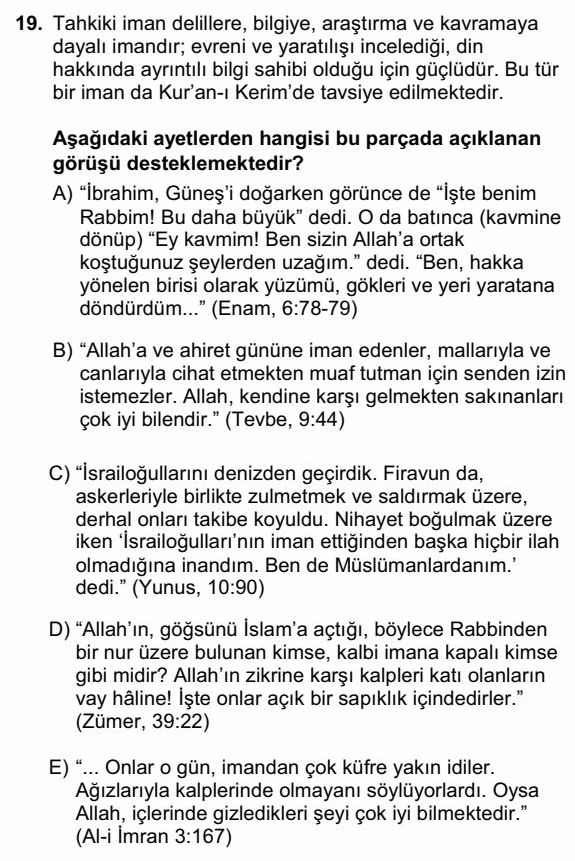 19. Tahkiki iman delillere, bilgiye, araştırma ve kavramaya
dayalı imandır; evreni ve yaratılışı incelediği, din
hakkında ayrıntılı bilgi sahibi olduğu için güçlüdür. Bu tür
bir iman da Kur’an-ı Kerim’de tavsiye edilmektedir.
Aşağıdaki ayetlerden hangisi bu parçada açıklanan
görüşü desteklemektedir?
A) “İbrahim, Güneş’i doğarken görünce de “İşte benim
Rabbim! Bu daha büyük” dedi. O da batınca (kavmine
dönüp) “Ey kavmim! Ben sizin Allah’a ortak
koştuğunuz şeylerden uzağım.” dedi. “Ben, hakka
yönelen birisi olarak yüzümü, gökleri ve yeri yaratana
döndürdüm...” (Enam, 6:78-79)
B) “Allah’a ve ahiret gününe iman edenler, mallarıyla ve
canlarıyla cihat etmekten muaf tutman için senden izin
istemezler. Allah, kendine karşı gelmekten sakınanları
çok iyi bilendir.” (Tevbe, 9:44)
C) “İsrailoğullarını denizden geçirdik. Firavun da,
askerleriyle birlikte zulmetmek ve saldırmak üzere,
derhal onları takibe koyuldu. Nihayet boğulmak üzere
iken ‘İsrailoğulları’nın iman ettiğinden başka hiçbir ilah
olmadığına inandım. Ben de Müslümanlardanım.’
dedi.” (Yunus, 10:90)
D) “Allah’ın, göğsünü İslam’a açtığı, böylece Rabbinden
bir nur üzere bulunan kimse, kalbi imana kapalı kimse
gibi midir? Allah’ın zikrine karşı kalpleri katı olanların
vay hâline! İşte onlar açık bir sapıklık içindedirler.”
(Zümer, 39:22)
E) “... Onlar o gün, imandan çok küfre yakın idiler.
Ağızlarıyla kalplerinde olmayanı söylüyorlardı. Oysa
Allah, içlerinde gizledikleri şeyi çok iyi bilmektedir.”
(Al-i İmran 3:167)